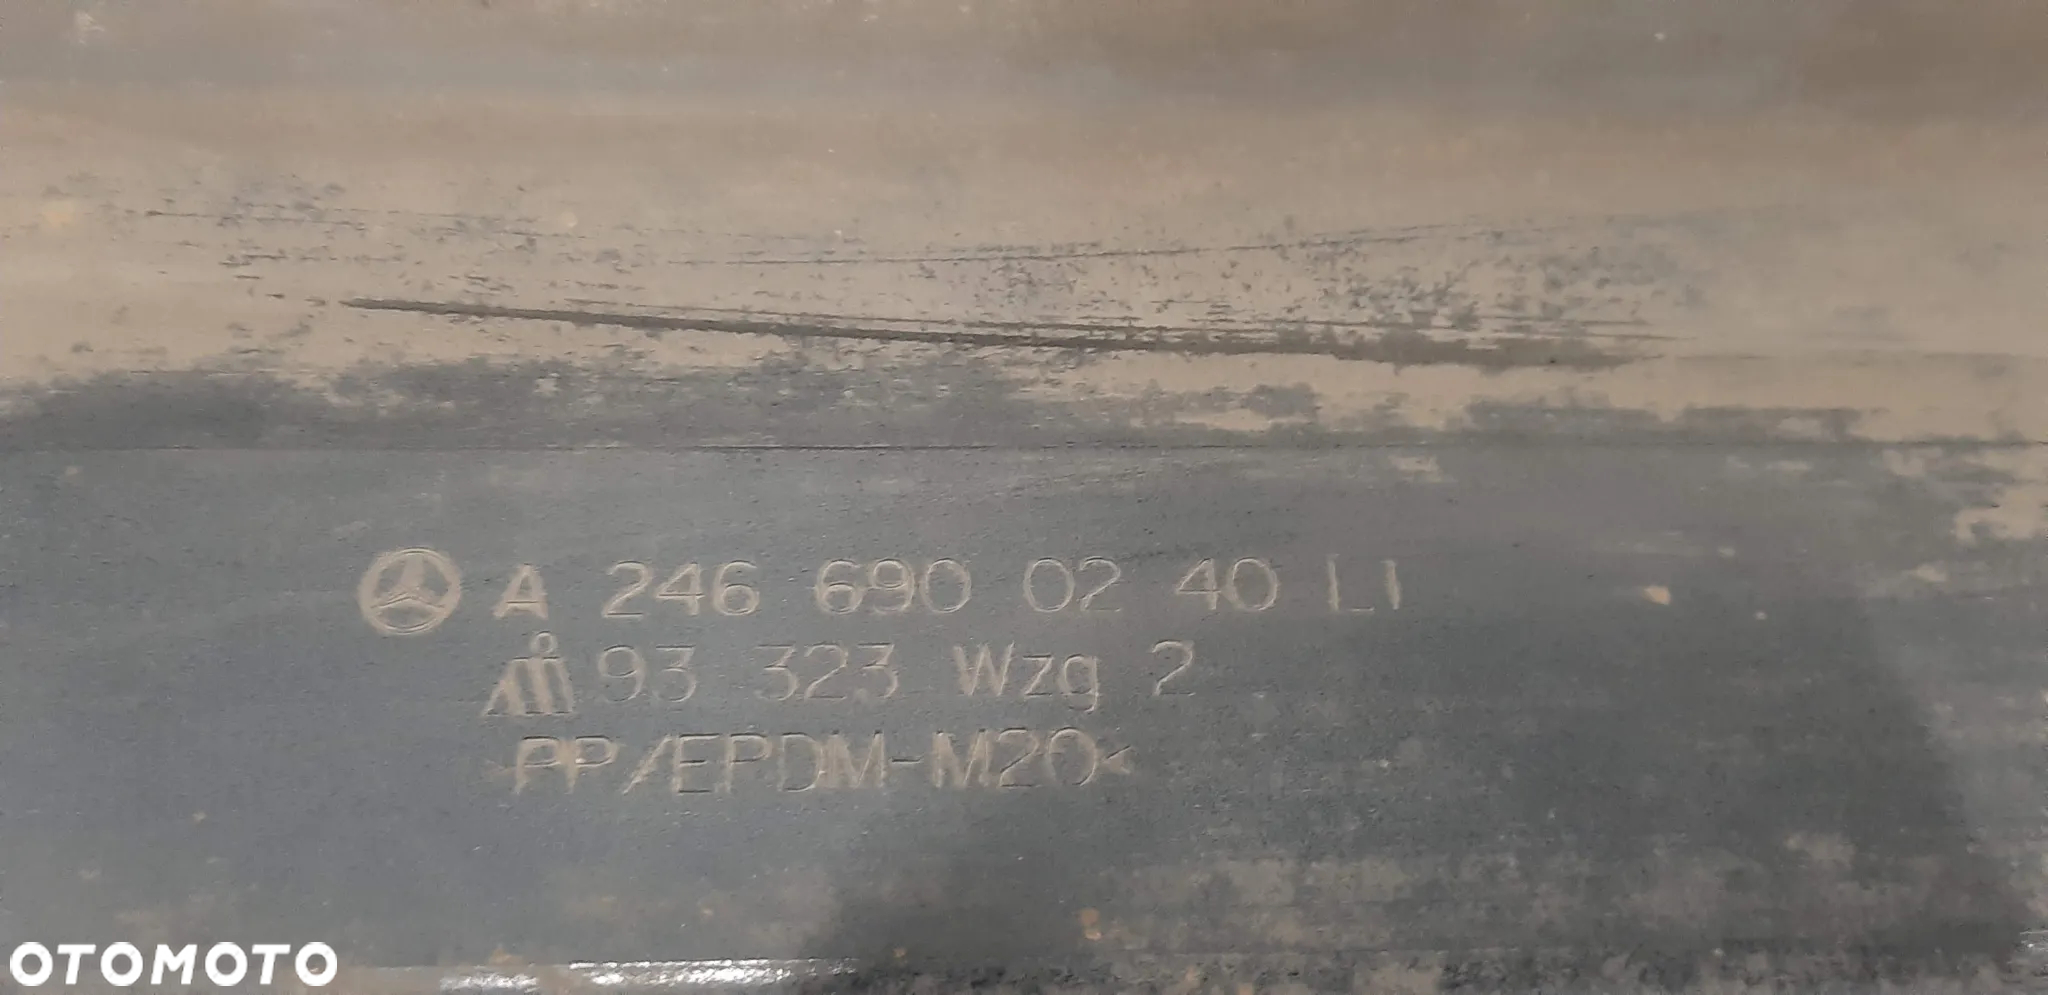 A 246 690 02 40 LI
93 323 Wzg 2
>PP/EPDM-M20<
OTOMOTO